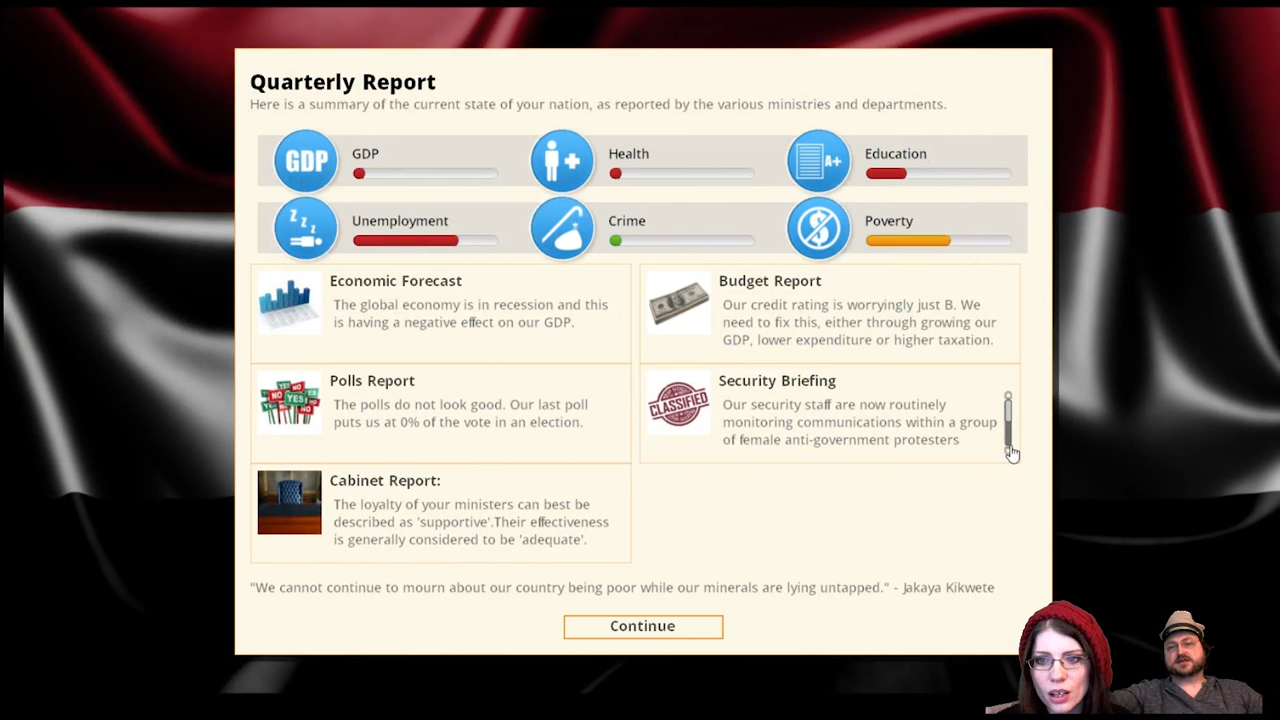 Quarterly Report
Here is a summary of the current state of your nation, as reported by the various ministries and departments.
GDP
GDP
Health
A+
Education
Z Z Z
Unemployment
Crime
Poverty
Economic Forecast
The global economy is in recession and this
is having a negative effect on our GDP.
Budget Report
Our credit rating is worryingly just B. We
need to fix this, either through growing our
GDP, lower expenditure or higher taxation.
Polls Report
YES
NO
YES
NO
The polls do not look good. Our last poll
puts us at 0% of the vote in an election.
Security Briefing
CLASSIFIED
Our security staff are now routinely
monitoring communications within a group
of female anti-government protesters
Cabinet Report:
The loyalty of your ministers can best be
described as 'supportive'.Their effectiveness
is generally considered to be 'adequate'.
"We cannot continue to mourn about our country being poor while our minerals are lying untapped." - Jakaya Kikwete
Continue